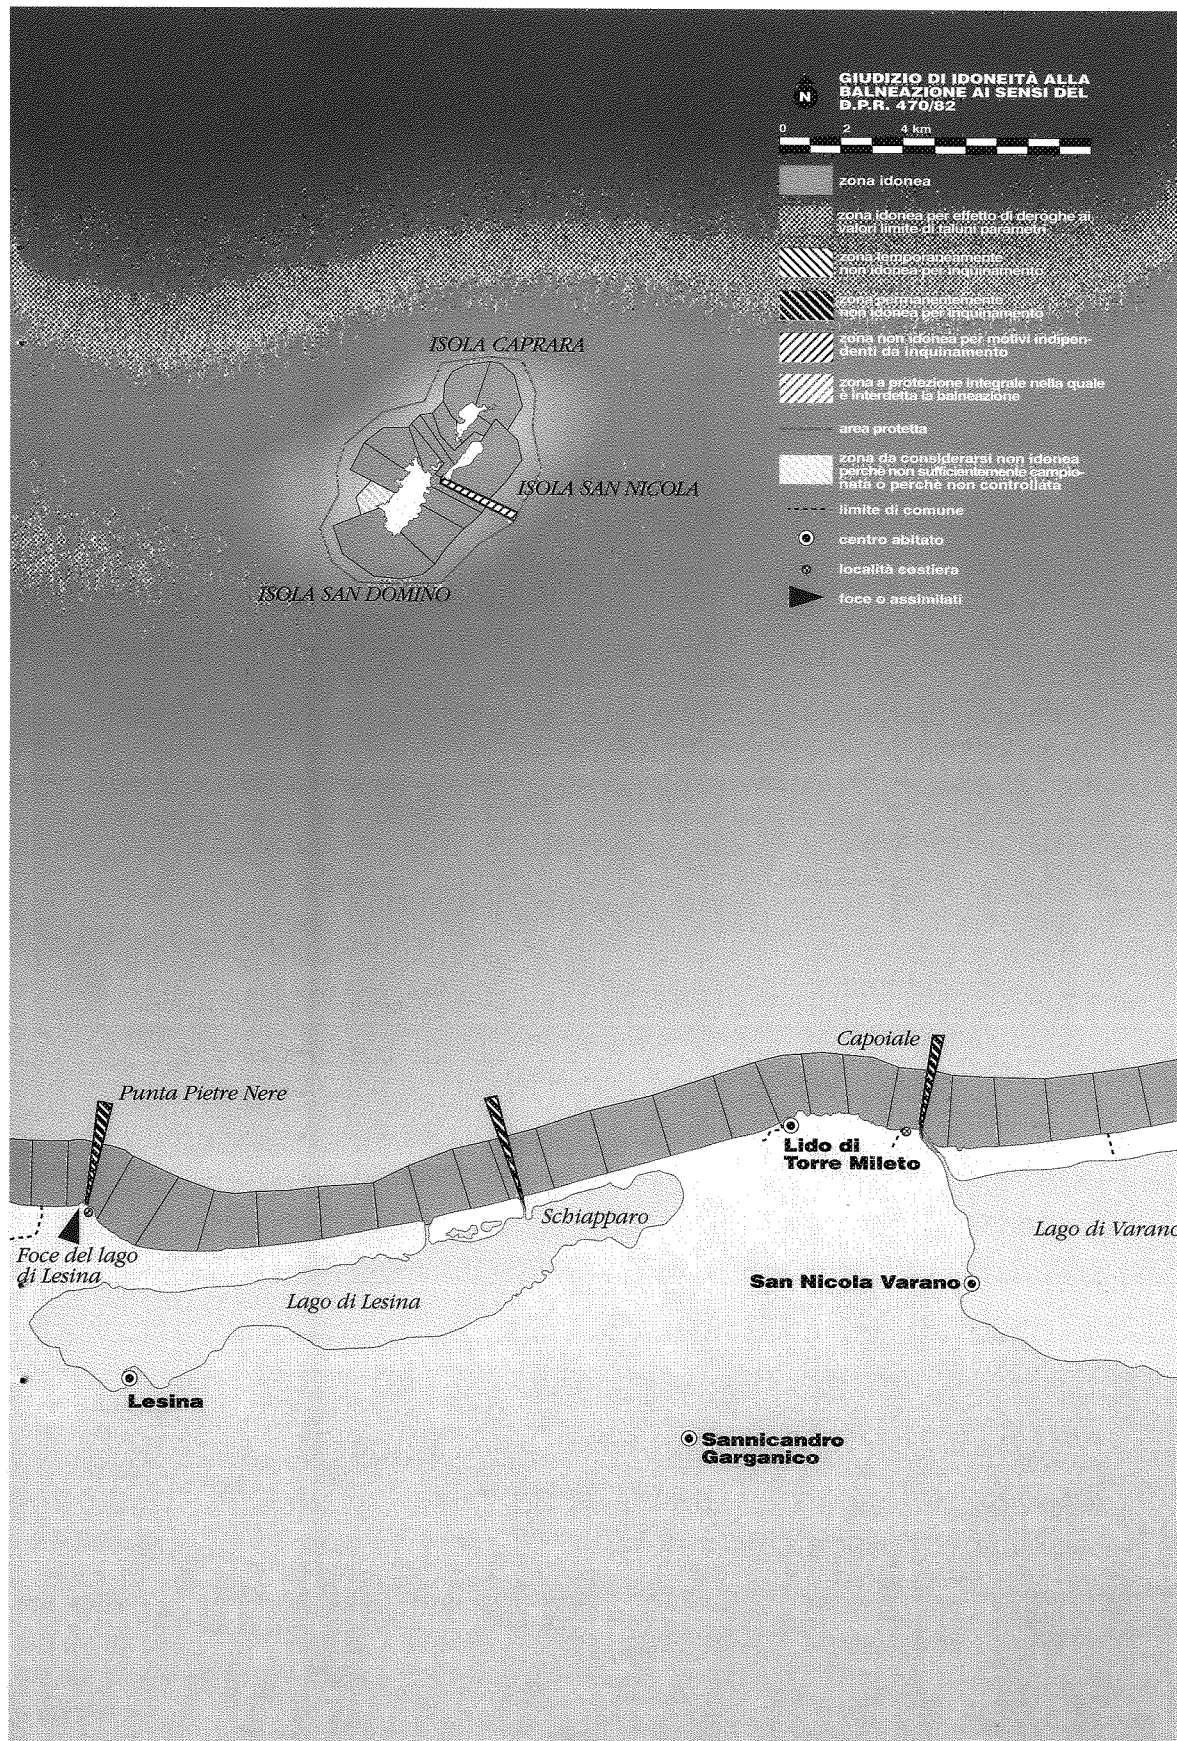 N
GIUDIZIO DI IDONEITÀ ALLA
BALNEAZIONE AI SENSI DEL
D.P.R. 470/82
0 2 4 km
zona idonea
zona idonea per effetto di deroghe ai
valori limite di taluni parametri
zona temporaneamente
non idonea per inquinamento
zona permanentemente
non idonea per inquinamento
zona non idonea per motivi indipen-
denti da inquinamento
zona a protezione integrale nella quale
è interdetta la balneazione
area protetta
zona da considerarsi non idonea
perchè non sufficientemente campio-
nata o perchè non controllata
limite di comune
centro abitato
località costiera
foce o assimilati
ISOLA CAPRARA
ISOLA SAN NICOLA
ISOLA SAN DOMINO
Capoiale
Punta Pietre Nere
Lido di
Torre Mileto
Schiapparo
Lago di Varano
Foce del lago
di Lesina
San Nicola Varano
Lago di Lesina
Lesina
Sannicandro
Garganico